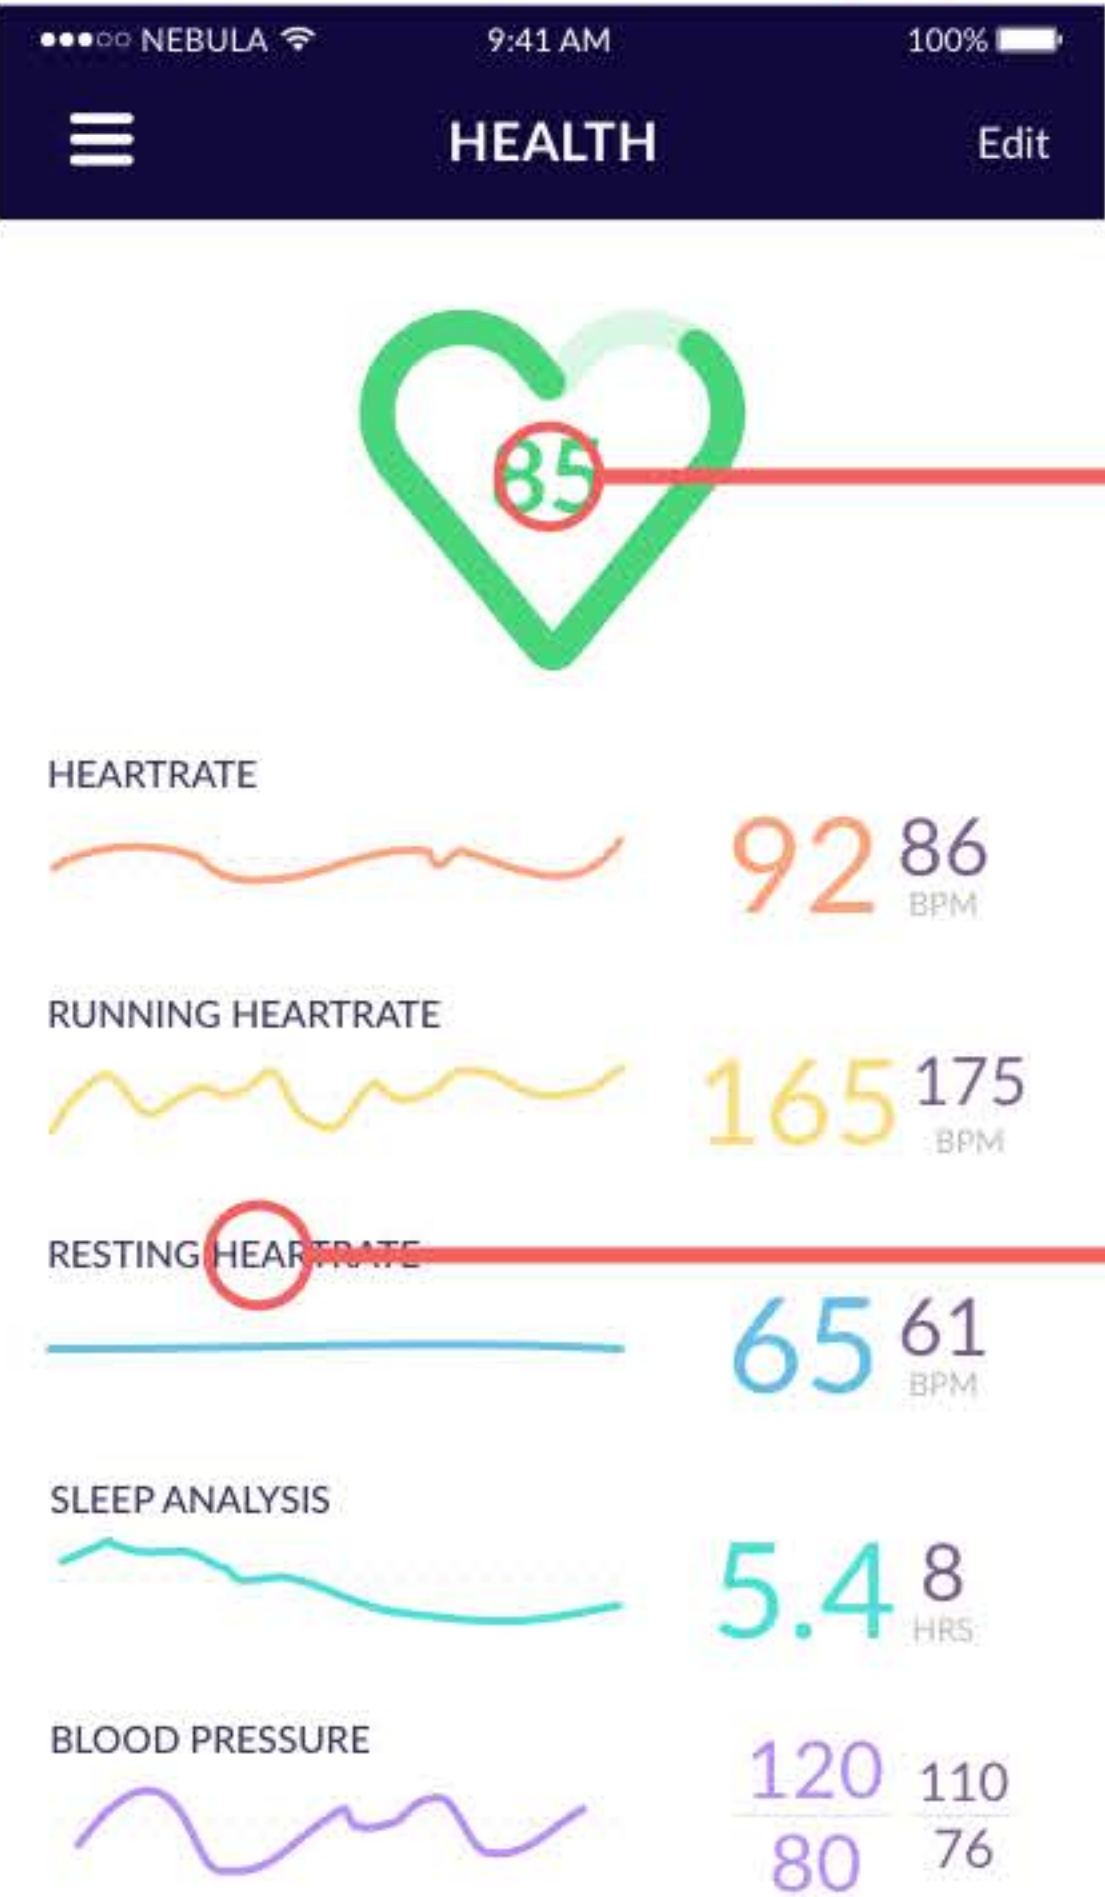 NEBULA 9:41 AM 100%
HEALTH Edit
85
HEARTRATE
92 86
BPM
RUNNING HEARTRATE
165 175
BPM
RESTING HEARTRATE
65 61
BPM
SLEEP ANALYSIS
5.4 8
HRS
BLOOD PRESSURE
120 110
80 76